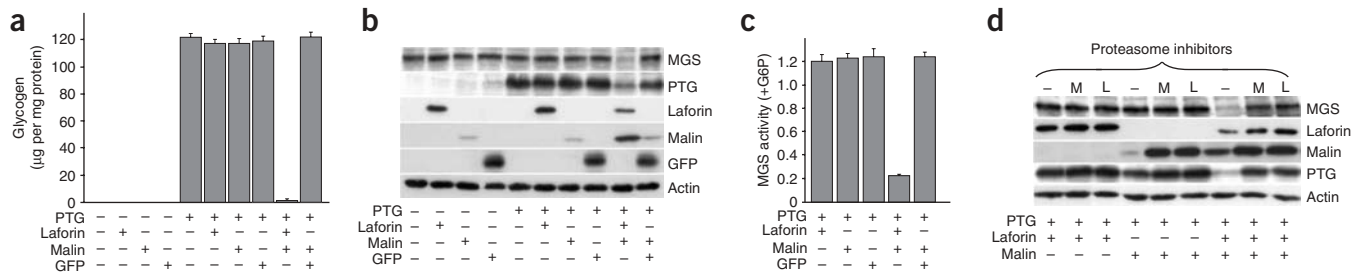 a
Glycogen
(µg per mg protein)
120
100
80
60
40
20
0
PTG – – – – + + + + + +
Laforin – + – – – + – – + –
Malin – – + – – – + – + +
GFP – – – + – – – + – +
b
MGS
PTG
Laforin
Malin
GFP
Actin
PTG – – – – + + + + + +
Laforin – + – – – + – – + –
Malin – – + – – – + – + +
GFP – – – + – – – + – +
c
MGS activity (+G6P)
1.4
1.2
1.0
0.8
0.6
0.4
0.2
0
PTG + + + + +
Laforin + – – + –
Malin – + – + +
GFP – – + – +
d
Proteasome inhibitors
– M L – M L – M L
MGS
Laforin
Malin
PTG
Actin
PTG + + + + + + + + +
Laforin + + + – – – + + +
Malin – – – + + + + + +